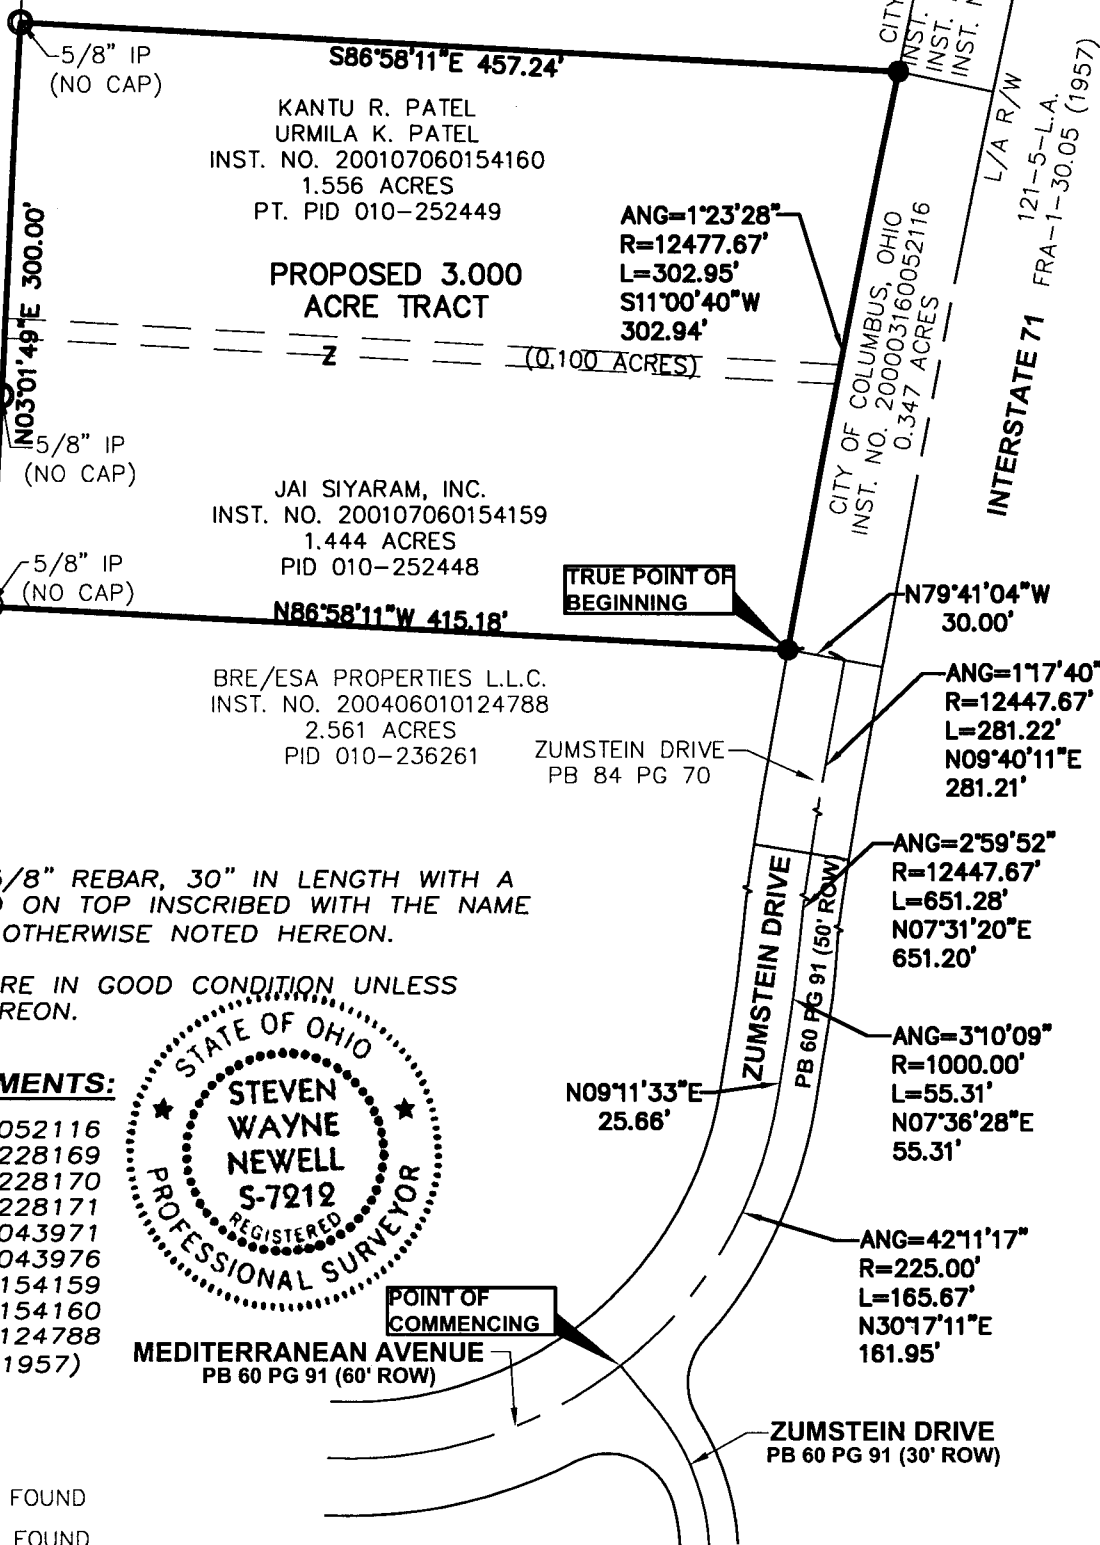 5/8" IP
(NO CAP)
S86°58'11"E 457.24'
KANTU R. PATEL
URMILA K. PATEL
INST. NO. 200107060154160
1.556 ACRES
PT. PID 010-252449
PROPOSED 3.000
ACRE TRACT
N03°01'49"E 300.00'
ANG=1°23'28"
R=12477.67'
L=302.95'
S11°00'40"W
302.94'
Z
(0.100 ACRES)
CITY
INST.
INST.
INST. N
L/A R/W
121-5-L.A.
FRA-1-30.05 (1957)
INTERSTATE 71
CITY OF COLUMBUS, OHIO
INST. NO. 200003160052116
0.347 ACRES
5/8" IP
(NO CAP)
JAI SIYARAM, INC.
INST. NO. 200107060154159
1.444 ACRES
PID 010-252448
5/8" IP
(NO CAP)
N86°58'11"W 415.18'
TRUE POINT OF
BEGINNING
N79°41'04"W
30.00'
BRE/ESA PROPERTIES L.L.C.
INST. NO. 200406010124788
2.561 ACRES
PID 010-236261
ZUMSTEIN DRIVE
PB 84 PG 70
ANG=1°17'40"
R=12447.67'
L=281.22'
N09°40'11"E
281.21'
ANG=2°59'52"
R=12447.67'
L=651.28'
N07°31'20"E
651.20'
ZUMSTEIN DRIVE
PB 60 PG 91 (50' ROW)
5/8" REBAR, 30" IN LENGTH WITH A
ON TOP INSCRIBED WITH THE NAME
OTHERWISE NOTED HEREON.
RE IN GOOD CONDITION UNLESS
REON.
ANG=3°10'09"
R=1000.00'
L=55.31'
N07°36'28"E
55.31'
N09°11'33"E
25.66'
STATE OF OHIO
STEVEN
WAYNE
NEWELL
S-7212
REGISTERED
PROFESSIONAL SURVEYOR
MENTS:
052116
228169
228170
228171
043971
043976
154159
154160
124788
1957)
ANG=42°11'17"
R=225.00'
L=165.67'
N30°17'11"E
161.95'
POINT OF
COMMENCING
MEDITERRANEAN AVENUE
PB 60 PG 91 (60' ROW)
ZUMSTEIN DRIVE
PB 60 PG 91 (30' ROW)
FOUND
FOUND